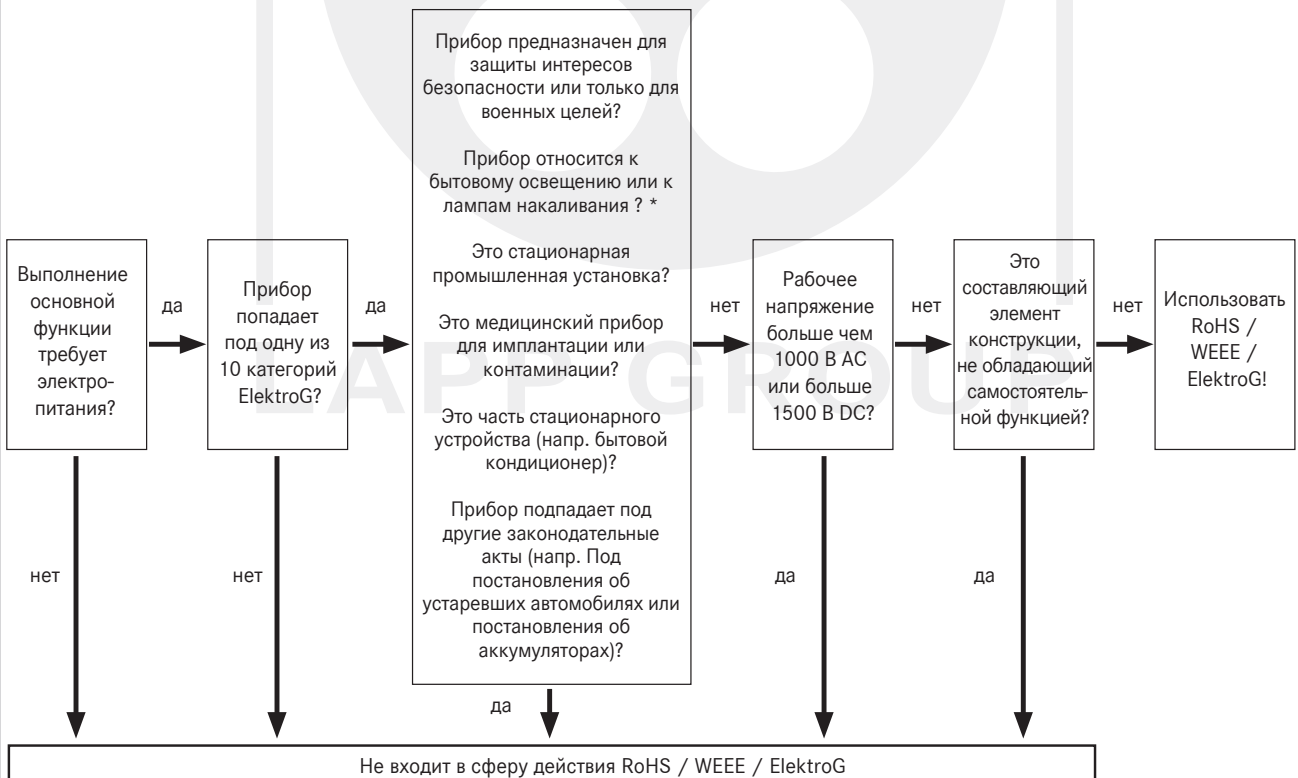 Выполнение
основной
функции
требует
электро-
питания?
да
нет
Прибор
попадает
под одну из
10 категорий
ElektroG?
да
нет
Прибор предназначен для
защиты интересов
безопасности или только для
военных целей?
Прибор относится к
бытовому освещению или к
лампам накаливания ? *
Это стационарная
промышленная установка?
Это медицинский прибор
для имплантации или
контаминации?
Это часть стационарного
устройства (напр. бытовой
кондиционер)?
Прибор подпадает под
другие законодательные
акты (напр. Под
постановления об
устаревших автомобилях или
постановления об
аккумуляторах)?
нет
да
Рабочее
напряжение
больше чем
1000 В AC
или больше
1500 В DC?
нет
да
Это
составляющий
элемент
конструкции,
не обладающий
самостоятель-
ной функцией?
нет
да
Использовать
RoHS /
WEEE /
ElektroG!
Не входит в сферу действия RoHS / WEEE / ElektroG
LAPP GROUP